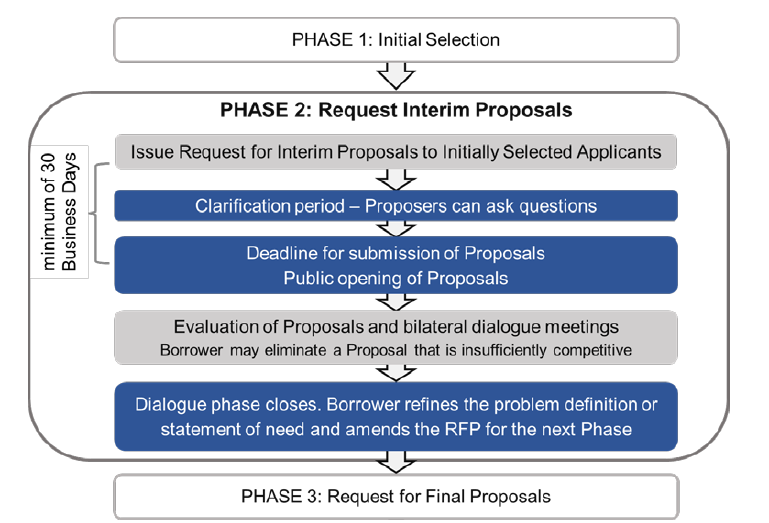 PHASE 1: Initial Selection
PHASE 2: Request Interim Proposals
minimum of 30
Business Days
Issue Request for Interim Proposals to Initially Selected Applicants
Clarification period – Proposers can ask questions
Deadline for submission of Proposals
Public opening of Proposals
Evaluation of Proposals and bilateral dialogue meetings
Borrower may eliminate a Proposal that is insufficiently competitive
Dialogue phase closes. Borrower refines the problem definition or
statement of need and amends the RFP for the next Phase
PHASE 3: Request for Final Proposals